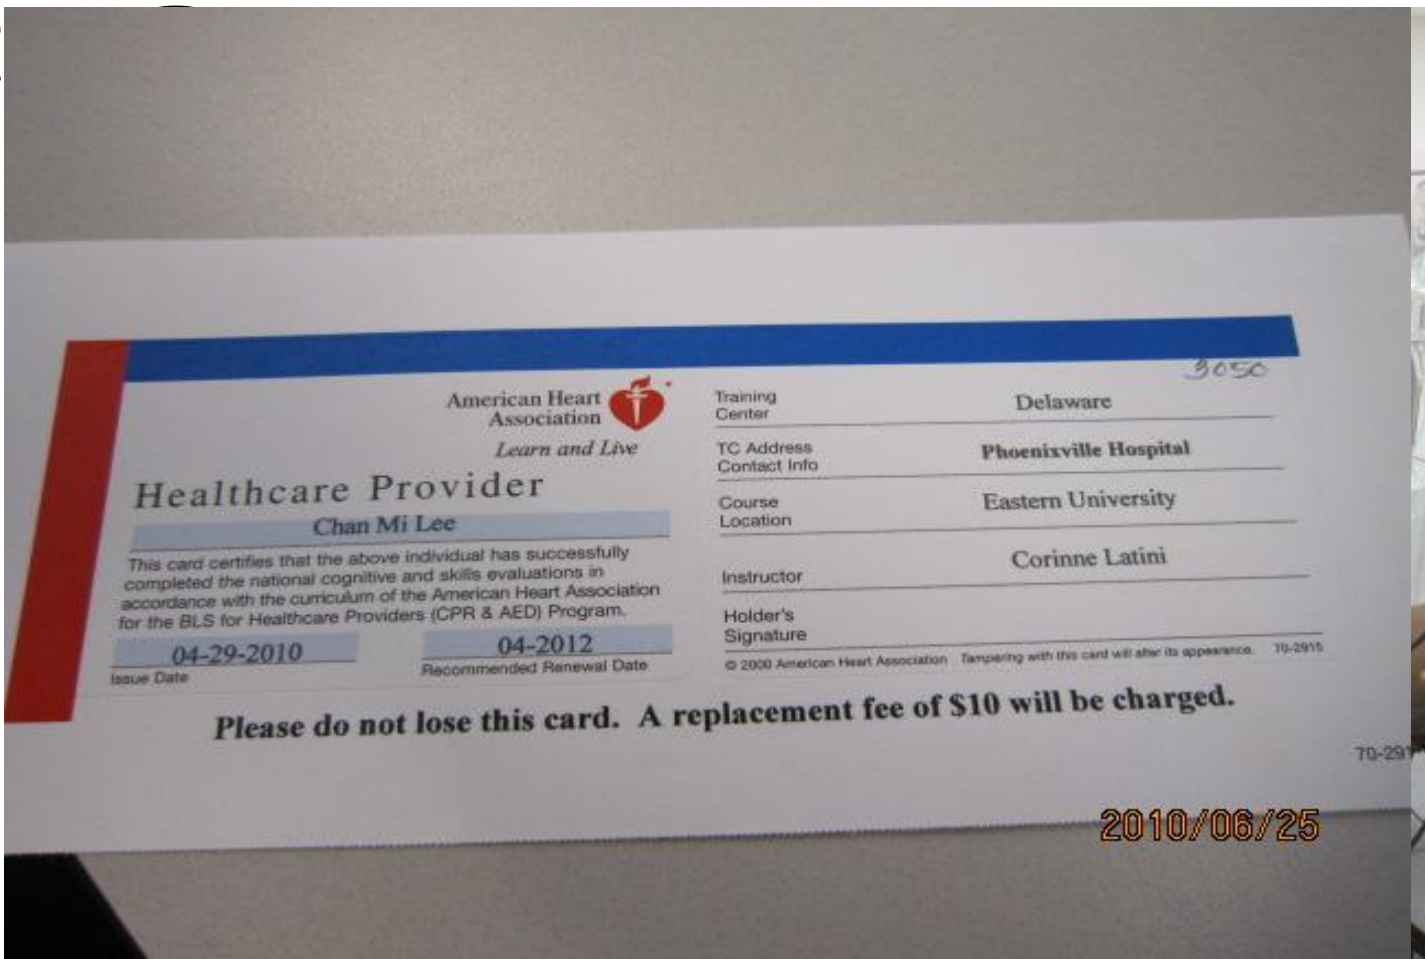 American Heart
Association
Learn and Live
Healthcare Provider
Chan Mi Lee
This card certifies that the above individual has successfully
completed the national cognitive and skills evaluations in
accordance with the curriculum of the American Heart Association
for the BLS for Healthcare Providers (CPR & AED) Program.
04-29-2010
Issue Date
04-2012
Recommended Renewal Date
3050
Training
Center
Delaware
TC Address
Contact Info
Phoenixville Hospital
Course
Location
Eastern University
Instructor
Corinne Latini
Holder's
Signature
© 2000 American Heart Association Tampering with this card will alter its appearance. 70-2915
Please do not lose this card. A replacement fee of $10 will be charged.
70-291
2010/06/25